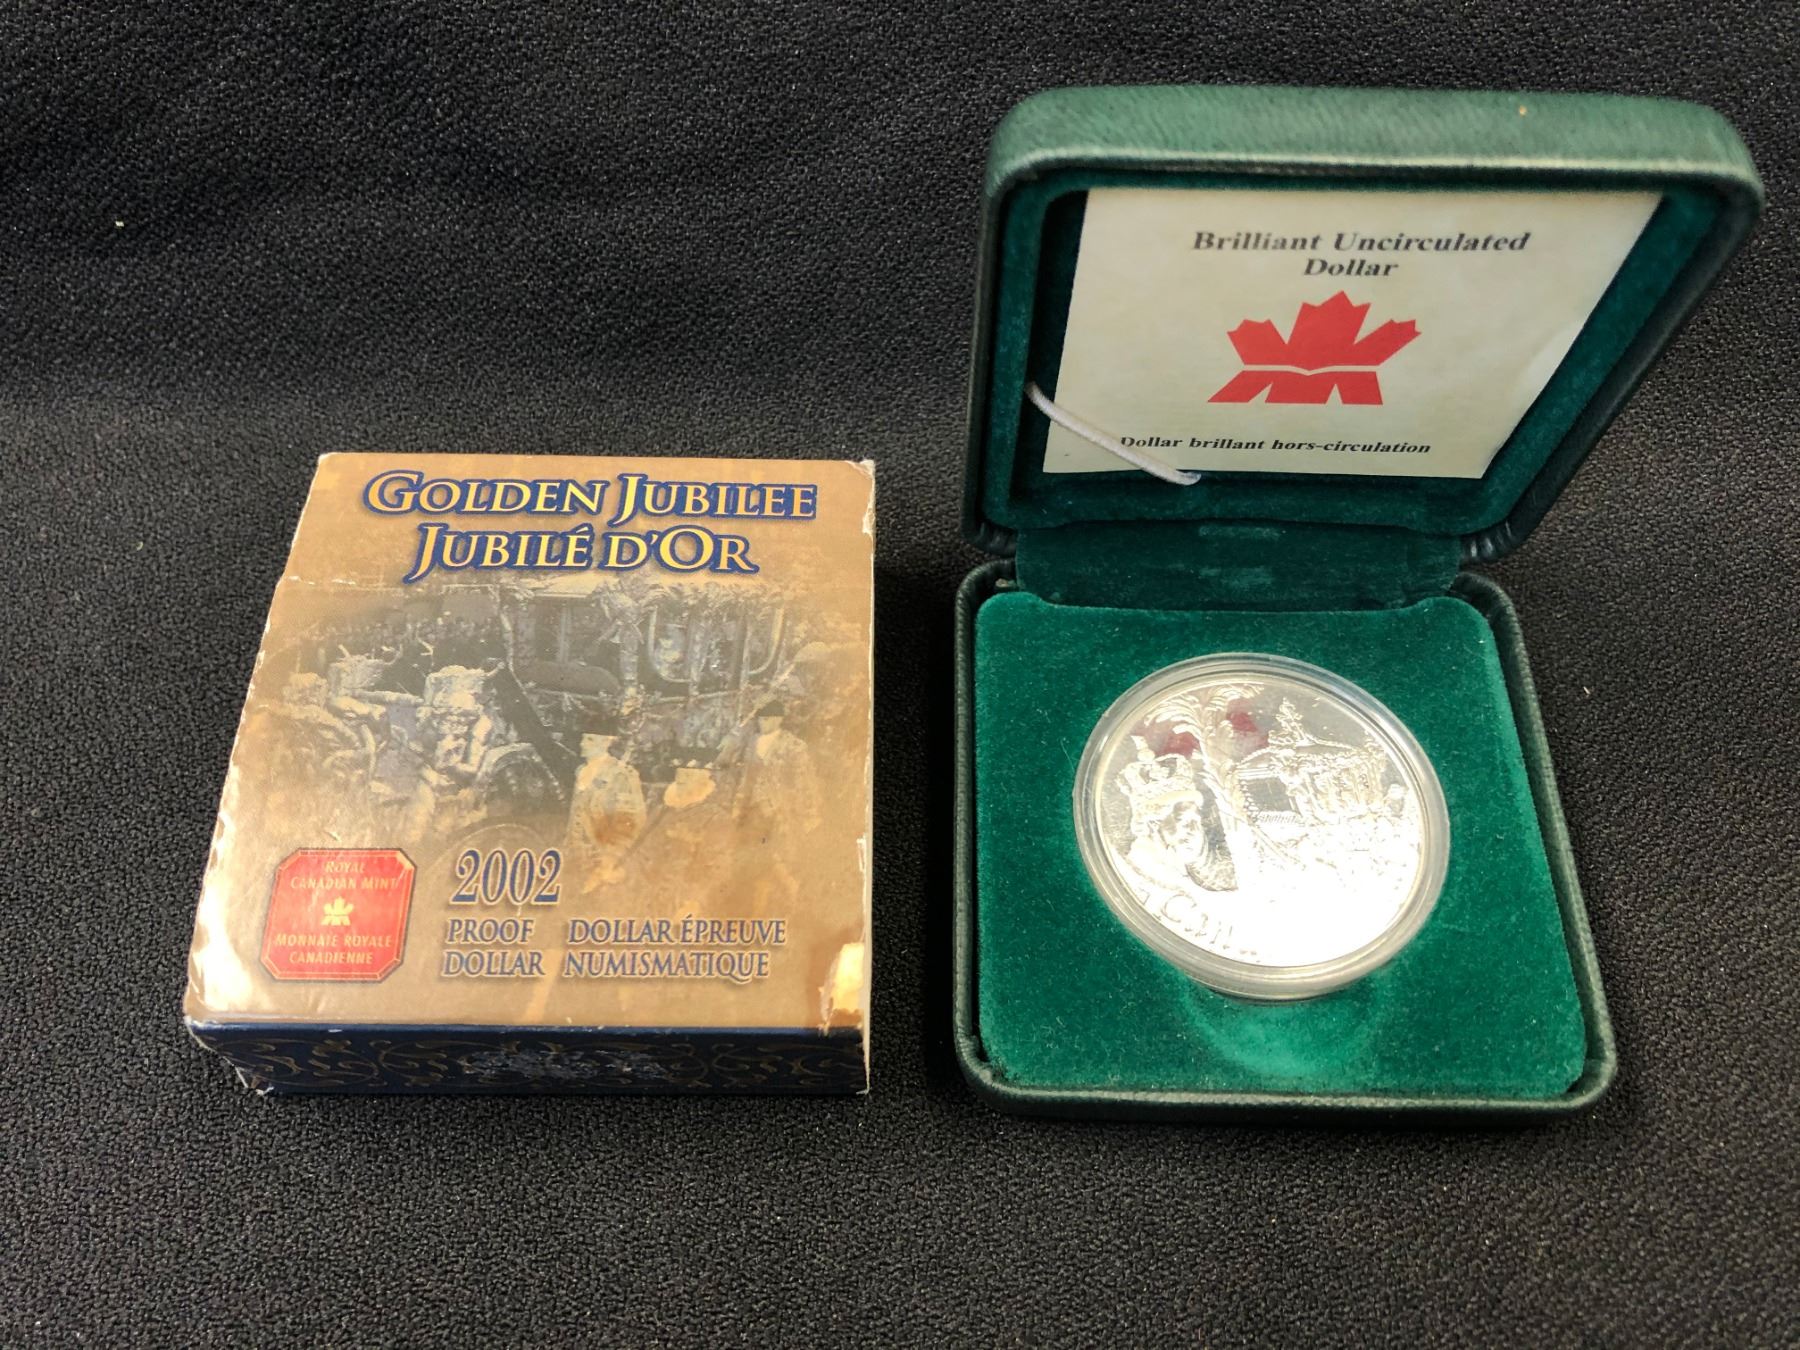 GOLDEN JUBILEE
JUBILÉ D'OR
ROYAL
CANADIAN MINT
MONNAIE ROYALE
CANADIENNE
2002
PROOF
DOLLAR
DOLLAR ÉPREUVE
NUMISMATIQUE
Brilliant Uncirculated
Dollar
Dollar brillant hors-circulation